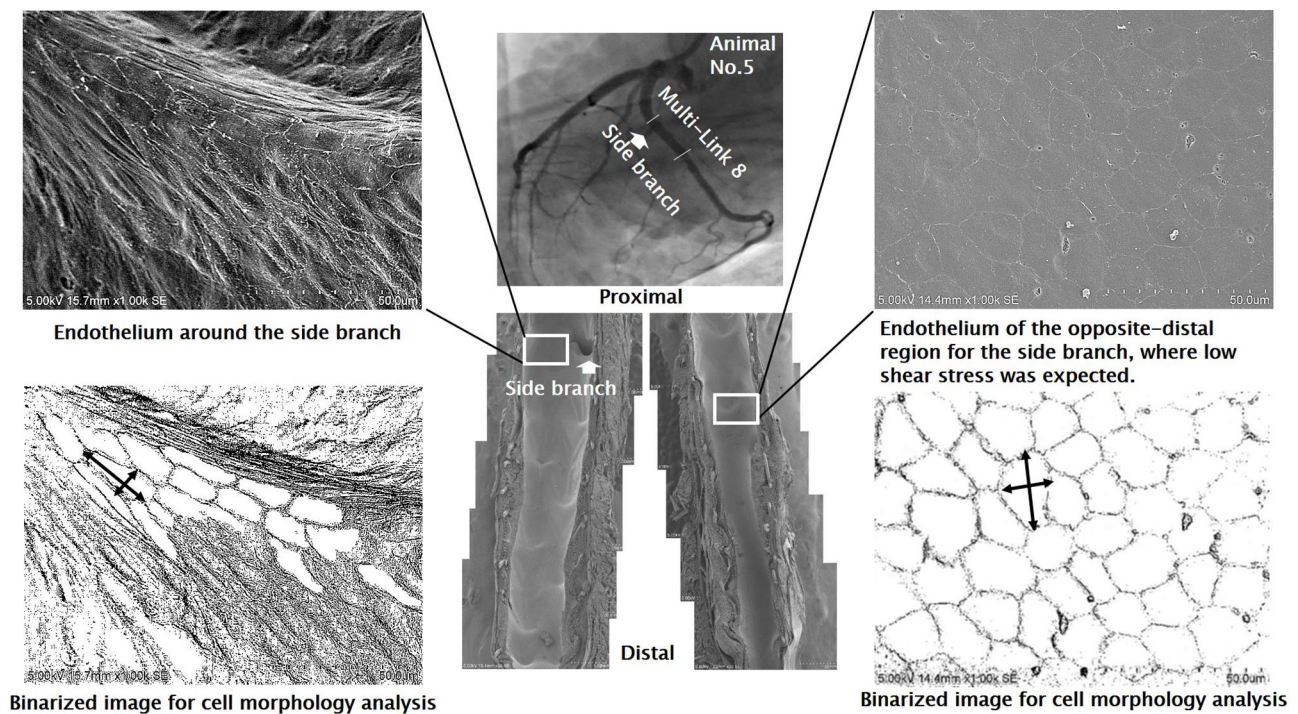 Animal
No.5
Multi-Link 8
Side branch
Proximal
5.00kV 15.7mm x1.00k SE
50.0um
Endothelium around the side branch
5.00kV 14.4mm x1.00k SE
50.0um
Endothelium of the opposite-distal
region for the side branch, where low
shear stress was expected.
Side branch
Distal
5.00kV 15.7mm x1.00k SE
50.0um
Binarized image for cell morphology analysis
5.00kV 14.4mm x1.00k SE
50.0um
Binarized image for cell morphology analysis